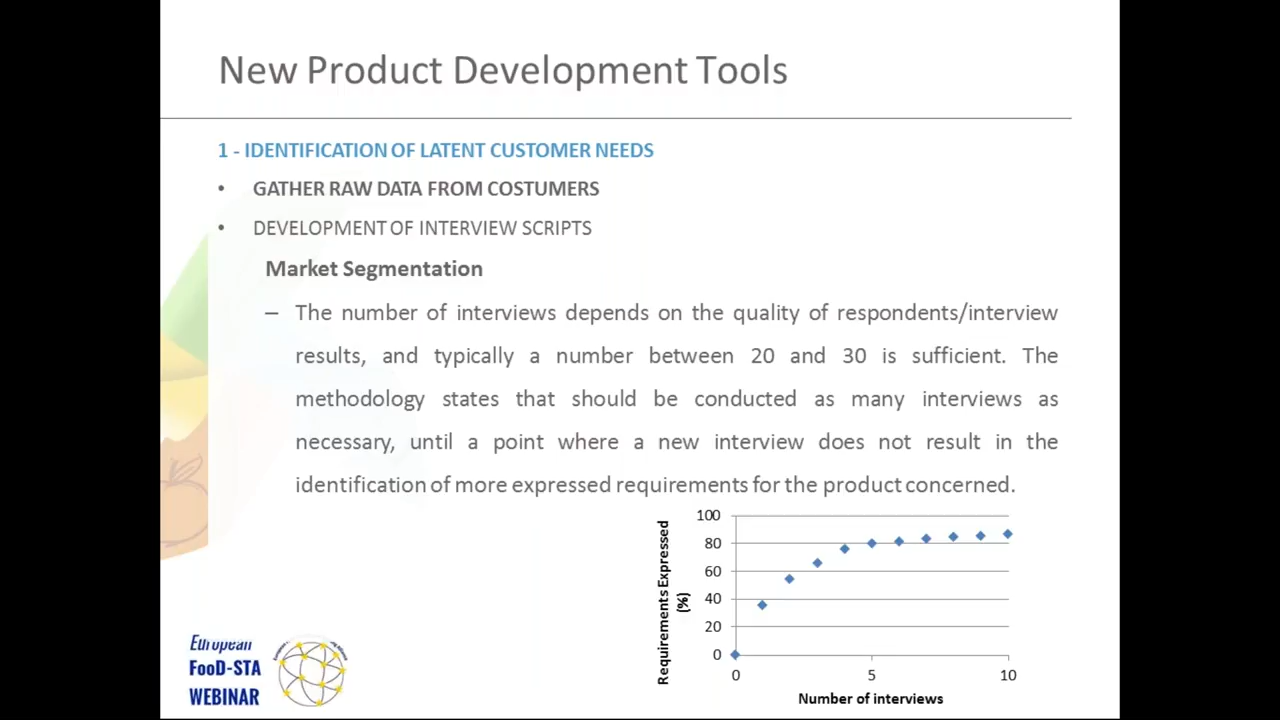 New Product Development Tools
1 - IDENTIFICATION OF LATENT CUSTOMER NEEDS
• GATHER RAW DATA FROM COSTUMERS
• DEVELOPMENT OF INTERVIEW SCRIPTS
Market Segmentation
– The number of interviews depends on the quality of respondents/interview
results, and typically a number between 20 and 30 is sufficient. The
methodology states that should be conducted as many interviews as
necessary, until a point where a new interview does not result in the
identification of more expressed requirements for the product concerned.
Requirements Expressed
(%)
100
80
60
40
20
0
0 5 10
Number of interviews
European
FooD-STA
WEBINAR